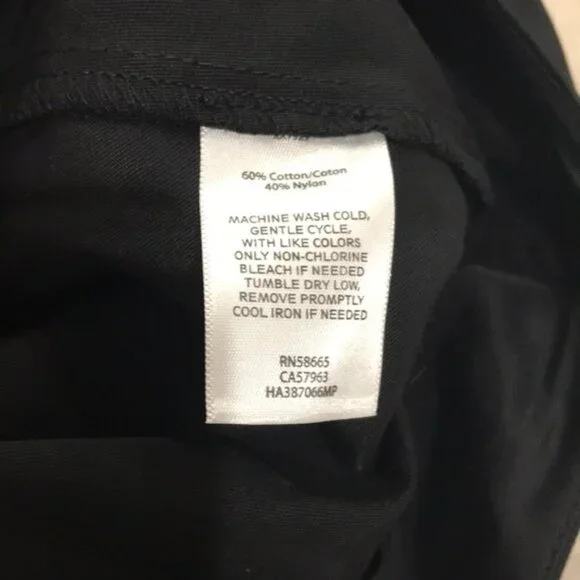 60% Cotton/Coton
40% Nylon
MACHINE WASH COLD,
GENTLE CYCLE,
WITH LIKE COLORS
ONLY NON-CHLORINE
BLEACH IF NEEDED
TUMBLE DRY LOW,
REMOVE PROMPTLY
COOL IRON IF NEEDED
RN58665
CA57963
HA387066MP